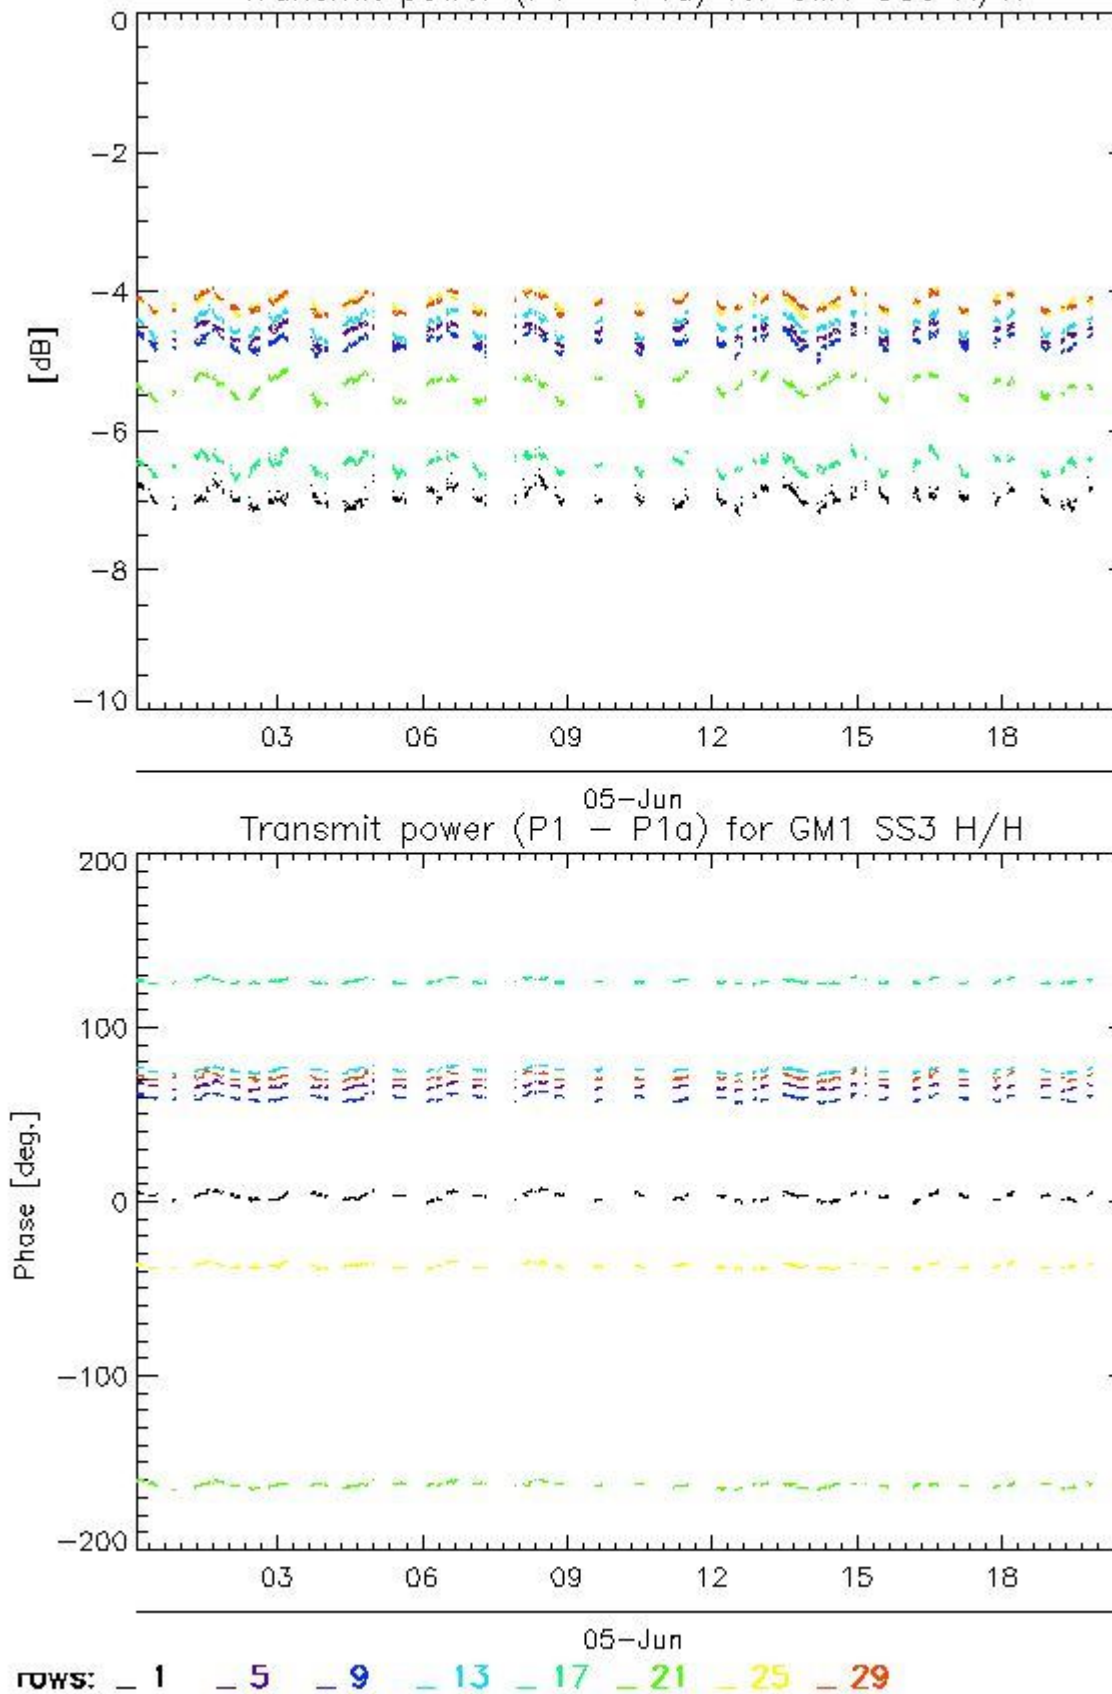 0
−2
−4
[dB]
−6
−8
−10
03 06 09 12 15 18
05−Jun
Transmit power (P1 − P1a) for GM1 SS3 H/H
200
100
Phase [deg.]
0
−100
−200
03 06 09 12 15 18
05−Jun
rows: _ 1 _ 5 _ 9 _ 13 _ 17 _ 21 _ 25 _ 29